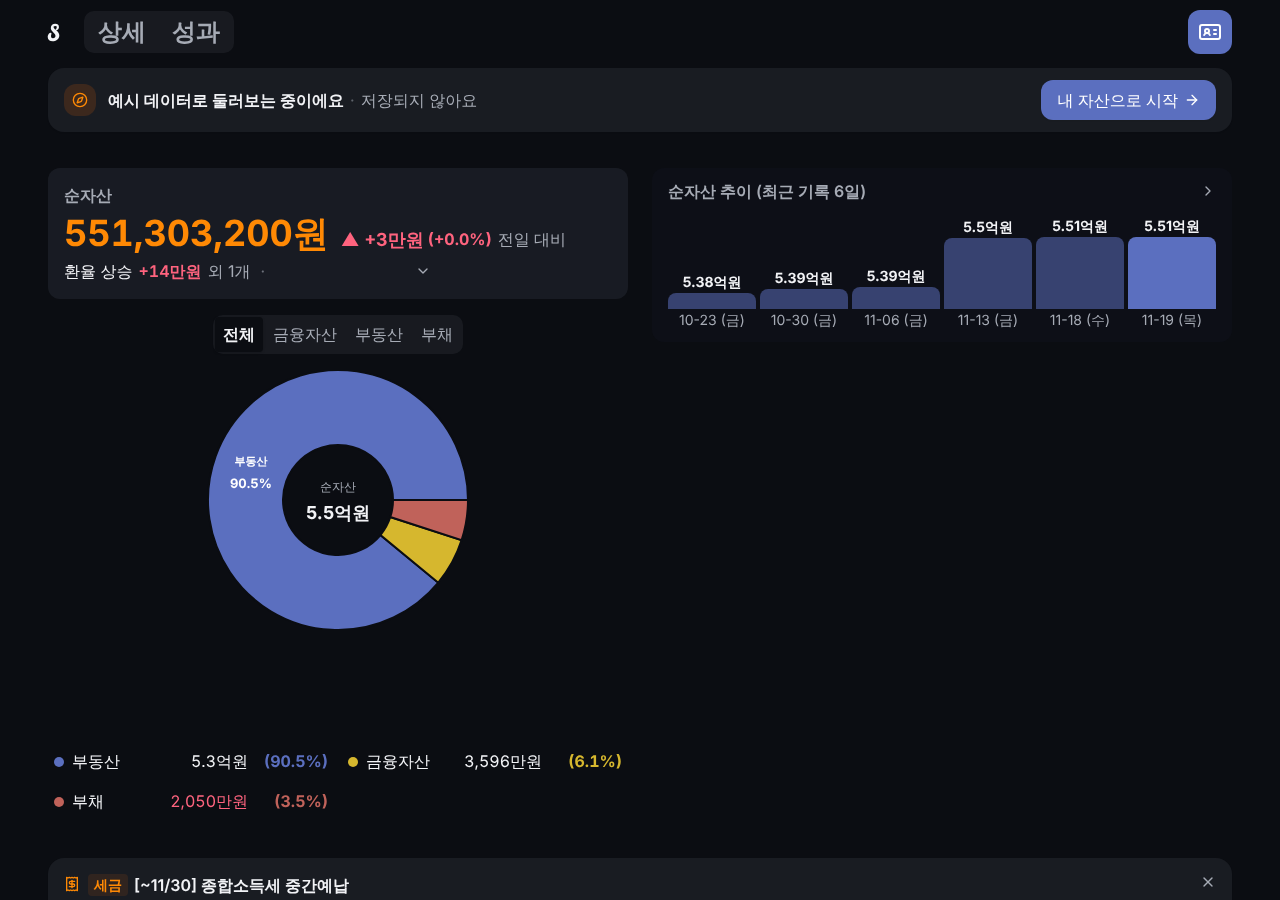 S 상세 성과
예시 데이터로 둘러보는 중이에요 · 저장되지 않아요
내 자산으로 시작 →
순자산
551,303,200원 ▲ +3만원 (+0.0%) 전일 대비
환율 상승 +14만원 외 1개 ·
순자산 추이 (최근 기록 6일)
5.38억원 5.39억원 5.39억원 5.5억원 5.51억원 5.51억원
10-23 (금) 10-30 (금) 11-06 (금) 11-13 (금) 11-18 (수) 11-19 (목)
전체 금융자산 부동산 부채
부동산
90.5%
순자산
5.5억원
부동산 5.3억원 (90.5%) 금융자산 3,596만원 (6.1%)
부채 2,050만원 (3.5%)
세금 [~11/30] 종합소득세 중간예납